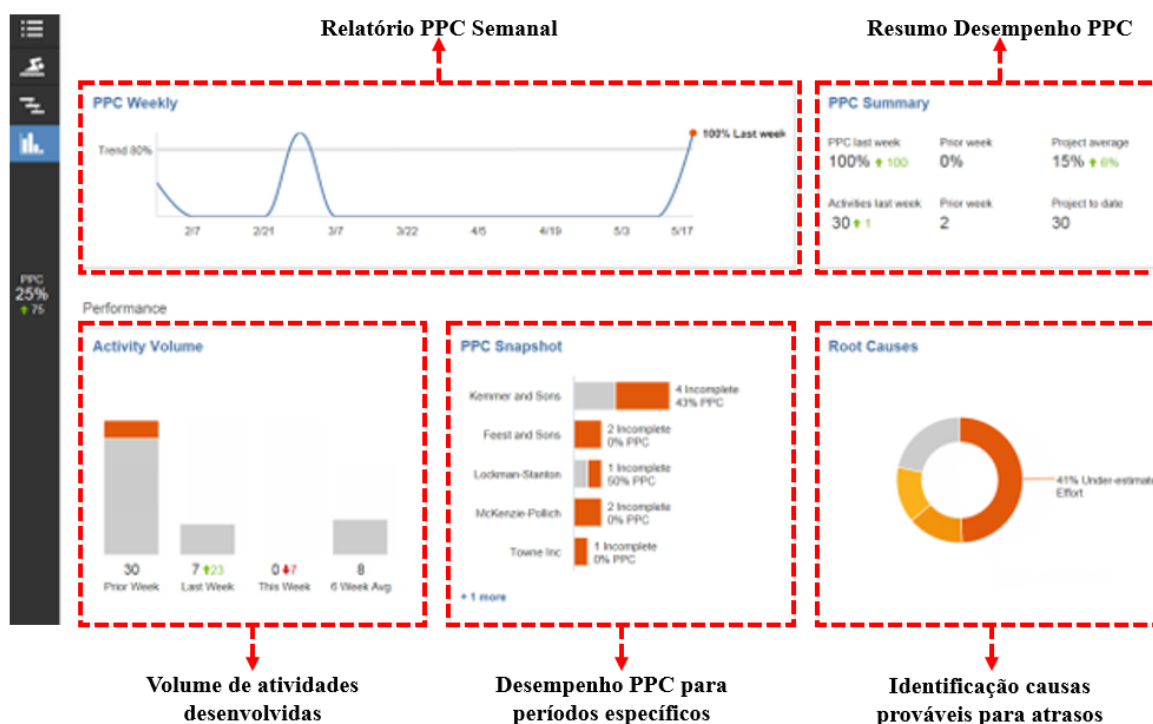 Relatório PPC Semanal
Resumo Desempenho PPC
PPC Weekly
Trend 80%
100% Last week
2/7 2/21 3/7 3/22 4/5 4/19 5/3 5/17
PPC Summary
PPC last week Prior week Project average
100% 100 0% 15% 6%
Activities last week Prior week Project to date
30 1 2 30
PPC
25%
75
Performance
Activity Volume
30 7 23 0 7 8
Prior Week Last Week This Week 6 Week Avg
PPC Snapshot
Kemmer and Sons
4 Incomplete
43% PPC
Feest and Sons
2 Incomplete
0% PPC
Lockman-Stanton
1 Incomplete
50% PPC
McKenzie-Pollich
2 Incomplete
0% PPC
Towne Inc
1 Incomplete
0% PPC
+ 1 more
Root Causes
41% Under-estimate
Effort
Volume de atividades
desenvolvidas
Desempenho PPC para
períodos específicos
Identificação causas
prováveis para atrasos